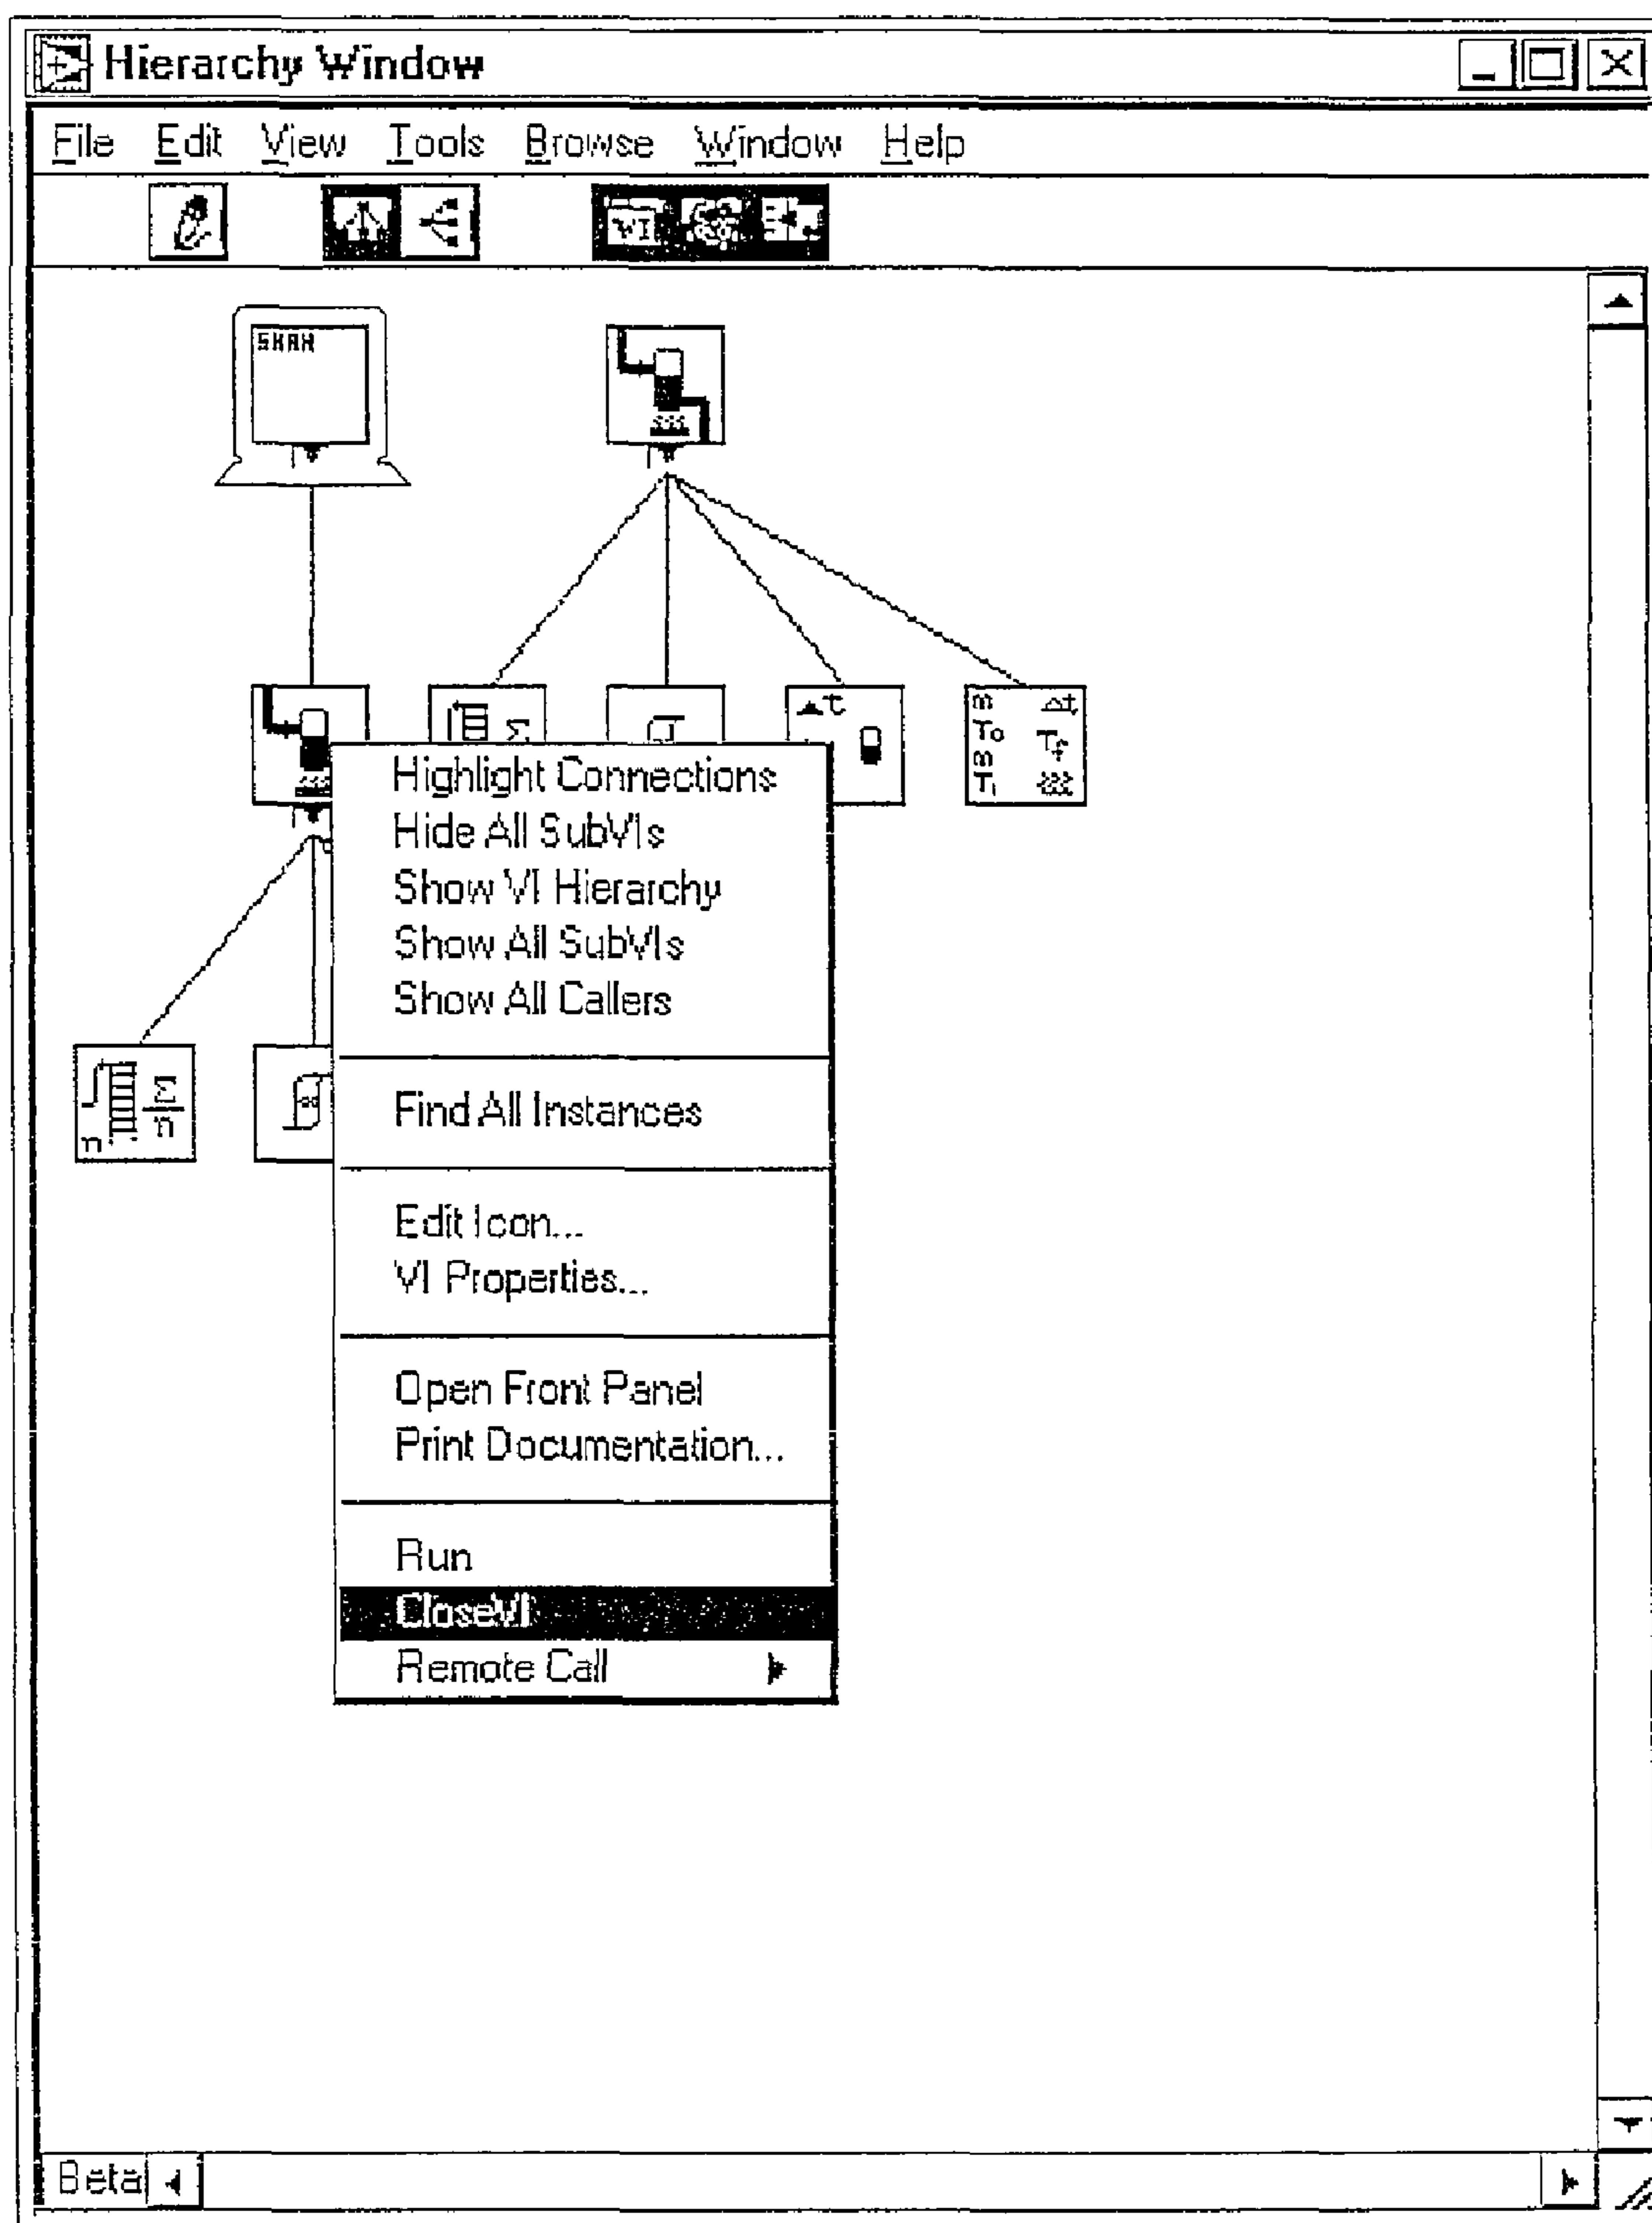 Hierarchy Window
File Edit View Tools Browse Window Help
VI
SHAH
Highlight Connections
Hide All SubVIs
Show VI Hierarchy
Show All SubVIs
Show All Callers
Find All Instances
Edit Icon...
VI Properties...
Open Front Panel
Print Documentation...
Run
CloseVI
Remote Call
Beta